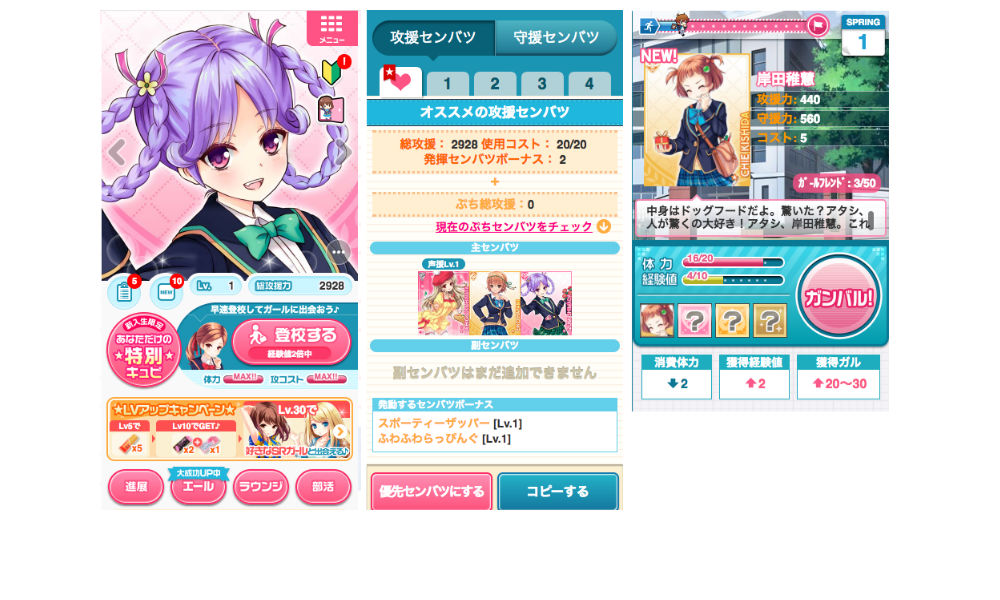 メニュー
!
5
10
NEW
Lv. 1
総攻援力 2928
新入生限定
あなただけの
特別
キュピ
早速登校してガールに出会おう♪
登校する
経験値2倍中
体力 MAX!!
攻コスト MAX!!
★LVアップキャンペーン★
Lv5で
x5
Lv10でGET♪
x2
x1
Lv.30で
好きなSRガールと出会える♪
進展
大成功UP中
エール
ラウンジ
部活
攻援センバツ
守援センバツ
1
2
3
4
オススメの攻援センバツ
総攻援： 2928 使用コスト： 20/20
発揮センバツボーナス： 2
+
ぷち総攻援：0
現在のぷちセンバツをチェック
主センバツ
声援Lv.1
副センバツ
副センバツはまだ追加できません
発動するセンバツボーナス
スポーティーザッパー [Lv.1]
ふわふわらっぴんぐ [Lv.1]
優先センバツにする
コピーする
SPRING
1
NEW!
岸田稚慧
攻援力: 440
守援力: 560
コスト: 5
CHIE KISHIDA
ｶﾞｰﾙﾌﾚﾝﾄﾞ: 3/50
中身はドッグフードだよ。驚いた？アタシ、
人が驚くの大好き！アタシ、岸田稚慧。これ
体力 16/20
経験値 4/10
ガンバル!
?
?
?
消費体力
2
獲得経験値
2
獲得ガル
20～30